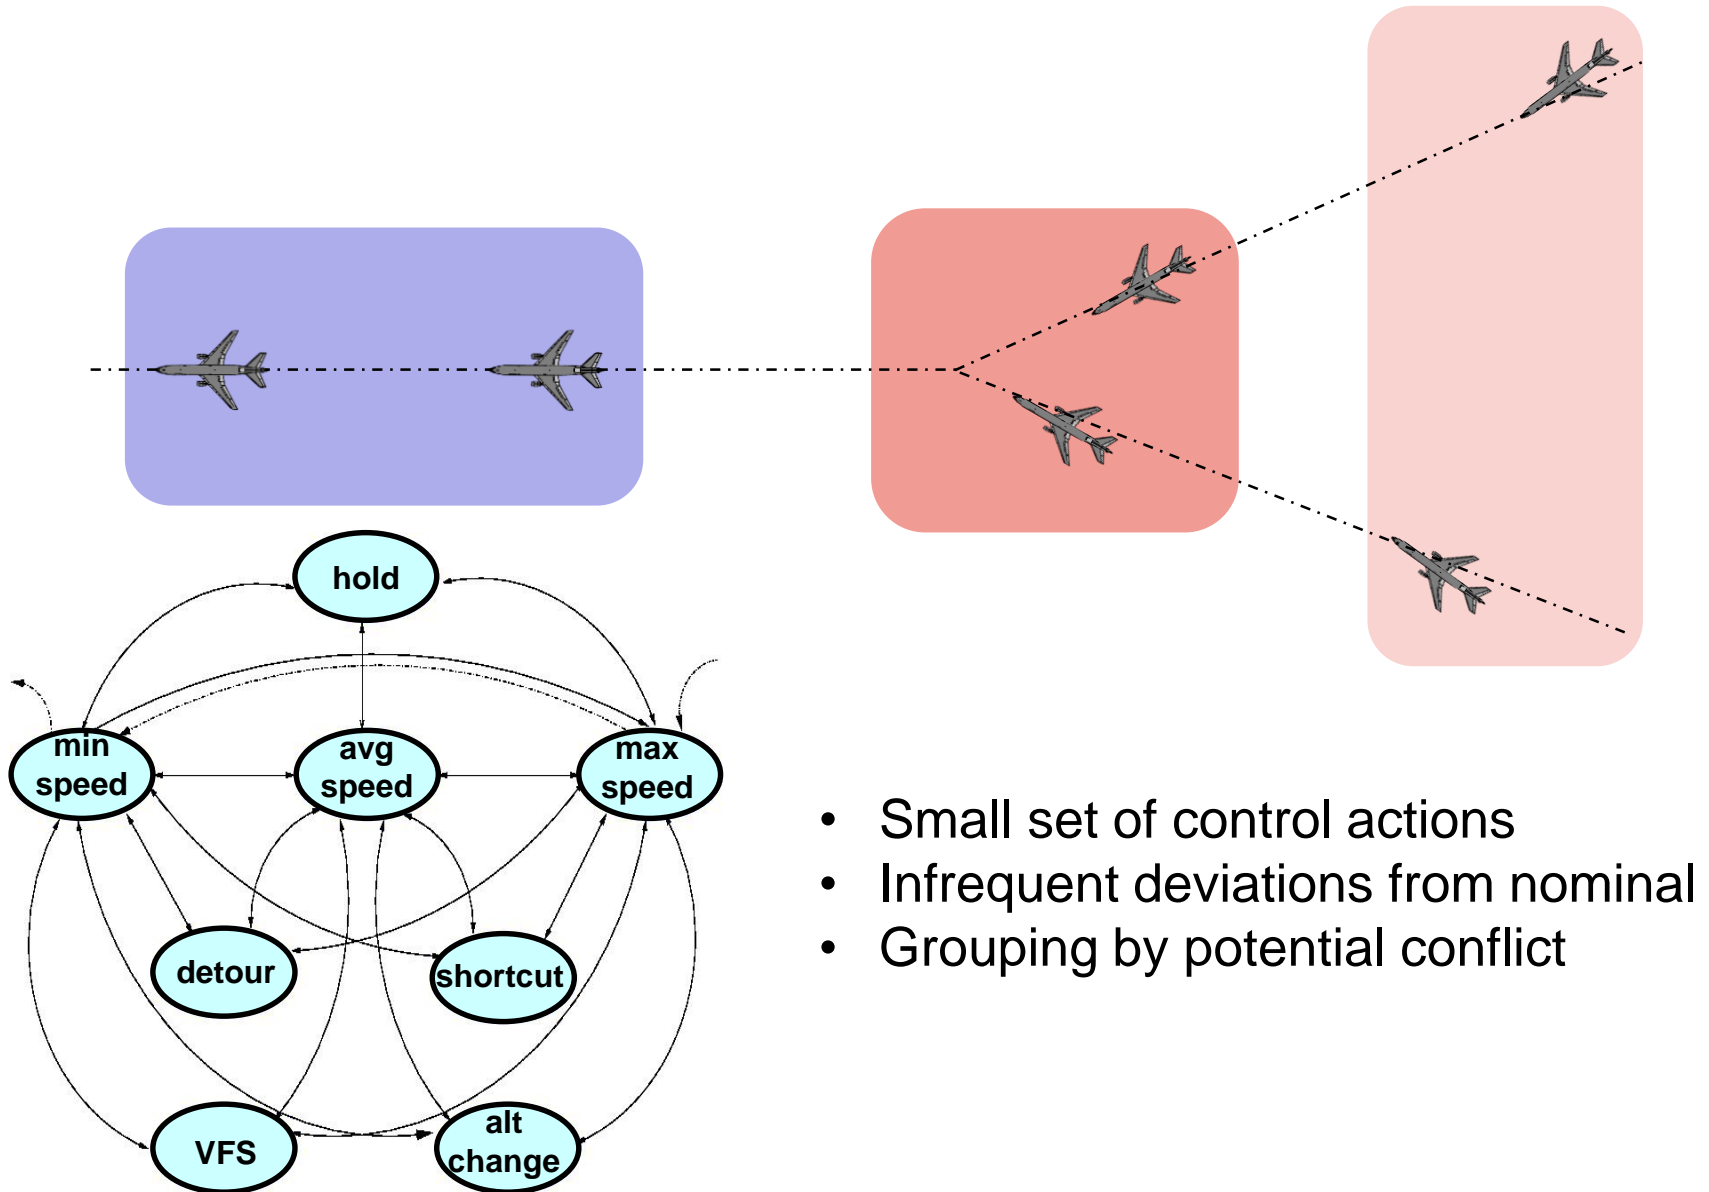 hold
min
speed
avg
speed
max
speed
detour
shortcut
VFS
alt
change
• Small set of control actions
• Infrequent deviations from nominal
• Grouping by potential conflict